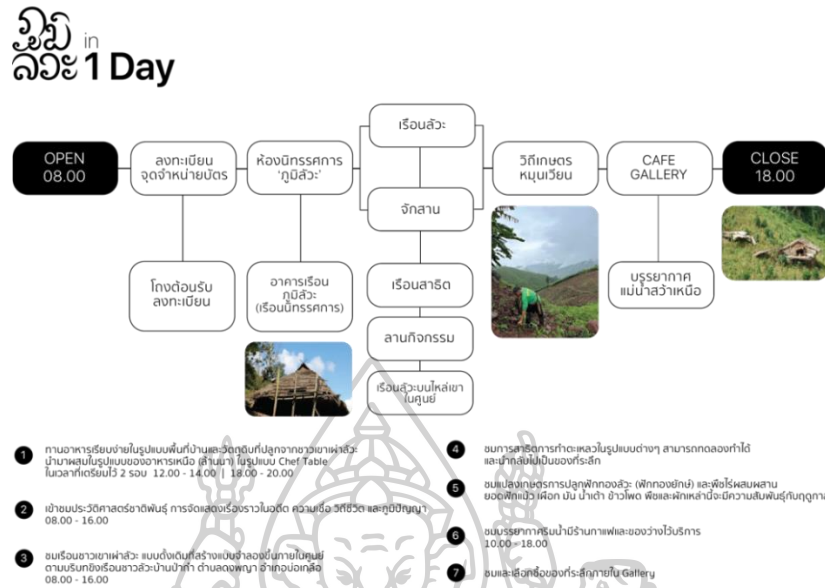 ภูมิ in
ลัวะ 1 Day
เรือนลัวะ
OPEN
08.00
ลงทะเบียน
จุดจำหน่ายบัตร
ห้องนิทรรศการ
'ภูมิลัวะ'
วิถีเกษตร
หมุนเวียน
CAFE
GALLERY
CLOSE
18.00
จักสาน
โถงต้อนรับ
ลงทะเบียน
อาคารเรือน
ภูมิลัวะ
(เรือนนิทรรศการ)
เรือนสาธิต
บรรยากาศ
แม่น้ำสว้าเหนือ
ลานกิจกรรม
เรือนลัวะบนไหล่เขา
ในศูนย์
1 ทานอาหารเรียบง่ายในรูปแบบพื้นที่บ้านและวัตถุดิบที่ปลูกจากชาวเขาเผ่าลัวะ
นำมาผสมในรูปแบบของอาหารเหนือ (ล้านนา) ในรูปแบบ Chef Table
ในเวลาที่เตรียมไว้ 2 รอบ 12.00 - 14.00 | 18.00 - 20.00
2 เข้าชมประวัติศาสตร์ชาติพันธุ์ การจัดแสดงเรื่องราวในอดีต ความเชื่อ วิถีชีวิต และภูมิปัญญา
08.00 - 16.00
3 ชมเรือนชาวเขาเผ่าลัวะ แบบดั้งเดิมที่สร้างแบบจำลองขึ้นภายในศูนย์
ตามบริบทของเรือนชาวลัวะบ้านป่ากำ ตำบลดงพญา อำเภอบ่อเกลือ
08.00 - 16.00
4 ชมการสาธิตการทำตะเหลวในรูปแบบต่างๆ สามารถทดลองทำได้
และนำกลับไปเป็นของที่ระลึก
5 ชมแปลงเกษตรการปลูกฟักทองลัวะ (ฟักทองยักษ์) และพืชไร่ผสมผสาน
ยอดฟักแม้ว เผือก มัน น้ำเต้า ข้าวโพด พืชและผักเหล่านี้จะมีความสัมพันธ์กับฤดูกาล
6 ชมบรรยากาศริมน้ำมีร้านกาแฟและของว่างไว้บริการ
10.00 - 18.00
7 ชมและเลือกซื้อของที่ระลึกภายใน Gallery